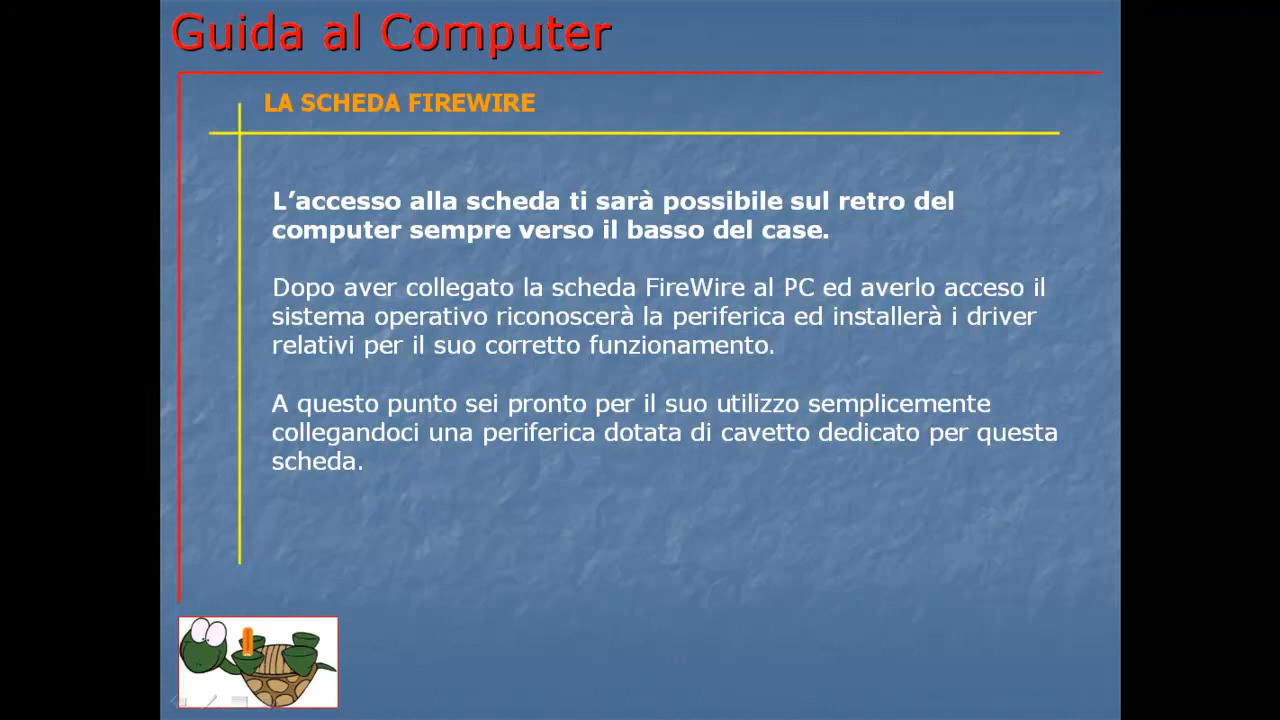 Guida al Computer
LA SCHEDA FIREWIRE
L’accesso alla scheda ti sarà possibile sul retro del
computer sempre verso il basso del case.
Dopo aver collegato la scheda FireWire al PC ed averlo acceso il
sistema operativo riconoscerà la periferica ed installerà i driver
relativi per il suo corretto funzionamento.
A questo punto sei pronto per il suo utilizzo semplicemente
collegandoci una periferica dotata di cavetto dedicato per questa
scheda.